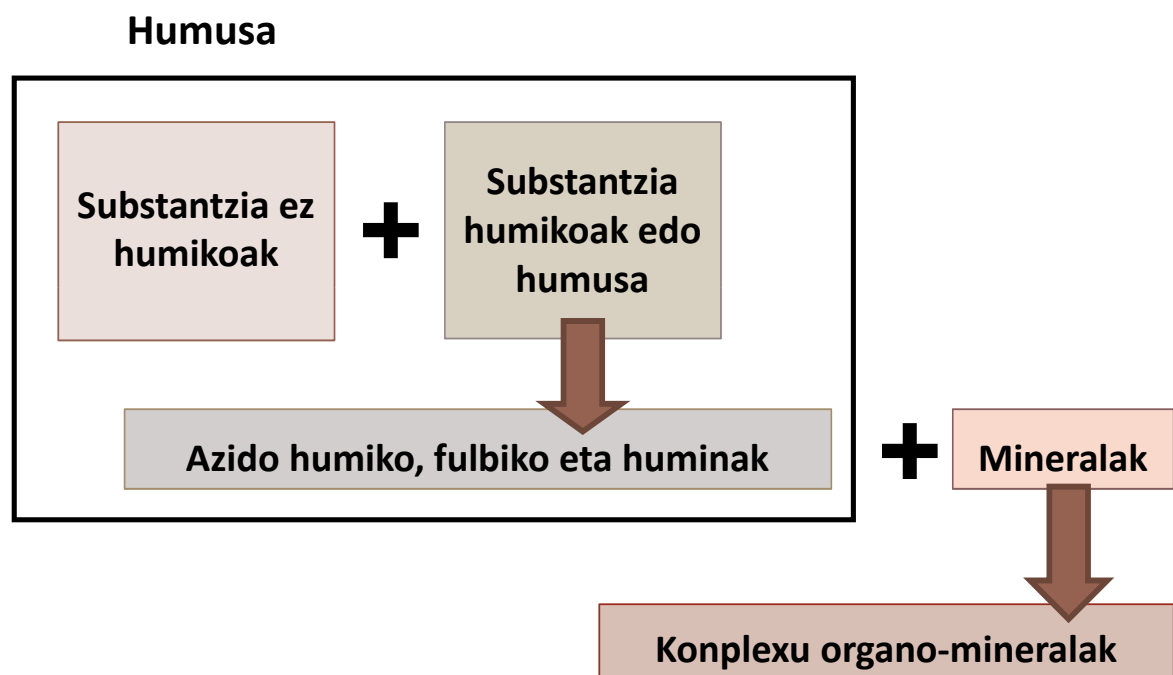 Humusa
Substantzia ez
humikoak
+
Substantzia
humikoak edo
humusa
Azido humiko, fulbiko eta huminak
+
Mineralak
Konplexu organo-mineralak